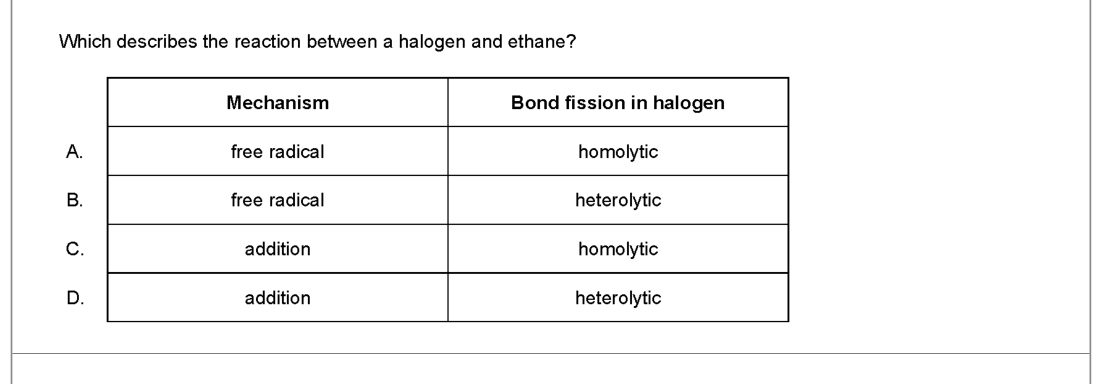 Which describes the reaction between a halogen and ethane?
Mechanism Bond fission in halogen
A. free radical homolytic
B. free radical heterolytic
C. addition homolytic
D. addition heterolytic